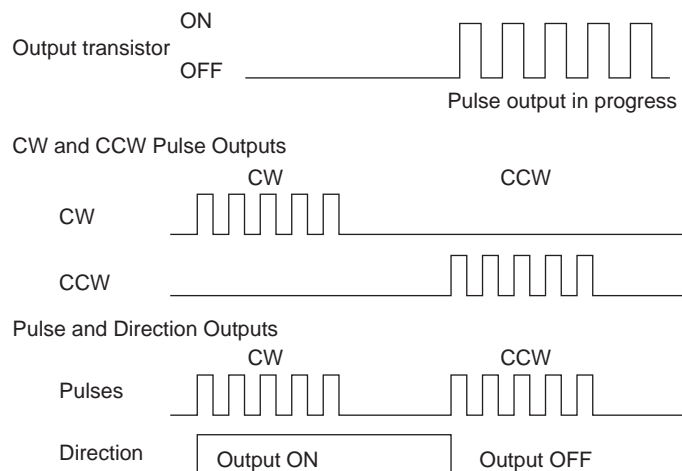 ON
Output transistor
OFF
Pulse output in progress
CW and CCW Pulse Outputs
CW CCW
CW
CCW
Pulse and Direction Outputs
CW CCW
Pulses
Direction Output ON Output OFF